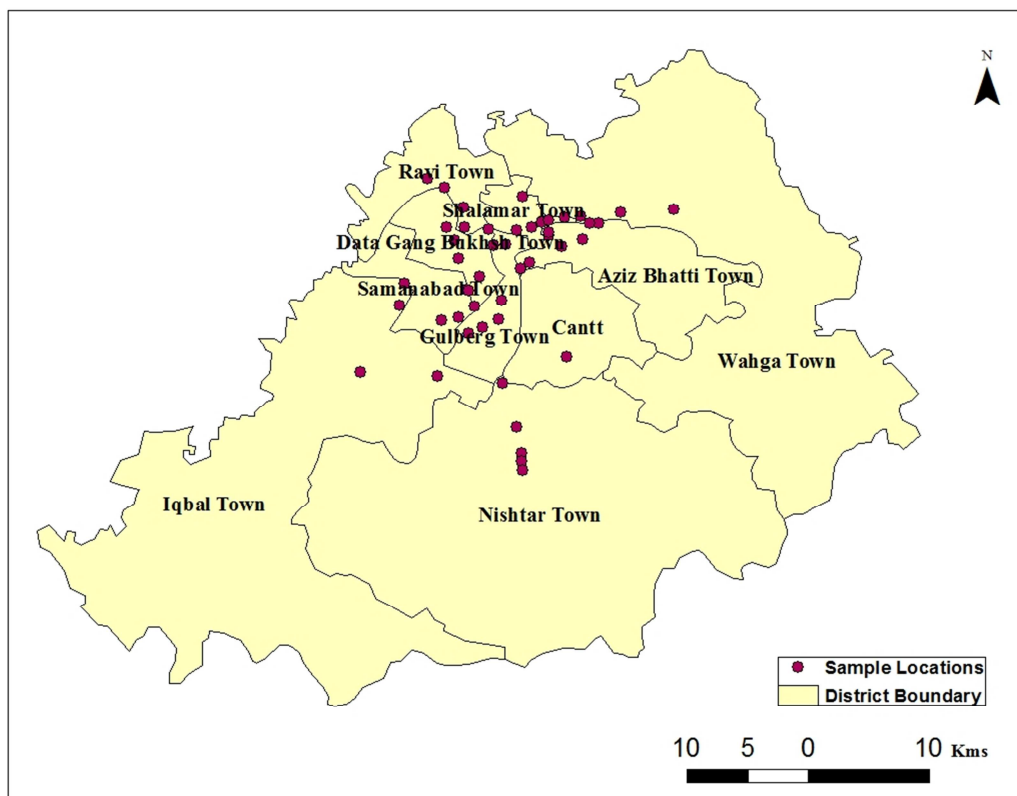 N
Ravi Town
Shalamar Town
Data Gang Bukhsh Town
Aziz Bhatti Town
Samanabad Town
Cantt
Gulberg Town
Wahga Town
Iqbal Town
Nishtar Town
Sample Locations
District Boundary
10 5 0 10 Kms